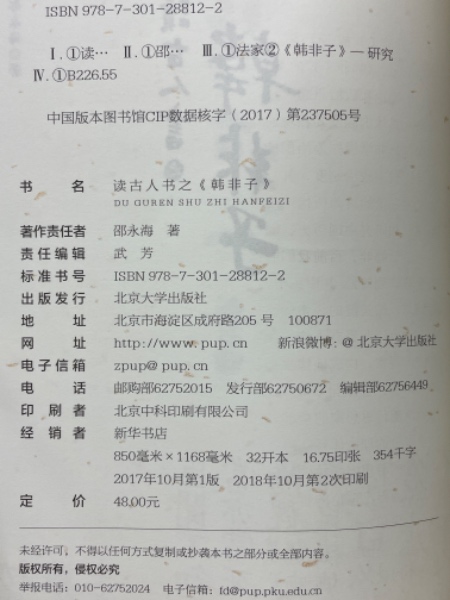 ISBN 978-7-301-28812-2
Ⅰ.①读… Ⅱ.①邵… Ⅲ.①法家②《韩非子》—研究
Ⅳ.①B226.55
中国版本图书馆CIP数据核字(2017)第237505号
书 名 读古人书之《韩非子》
DU GUREN SHU ZHI HANFEIZI
著作责任者 邵永海 著
责任编辑 武 芳
标准书号 ISBN 978-7-301-28812-2
出版发行 北京大学出版社
地 址 北京市海淀区成府路205号 100871
网 址 http://www.pup.cn 新浪微博:@北京大学出版社
电子信箱 zpup@pup.cn
电 话 邮购部62752015 发行部62750672 编辑部62756449
印刷者 北京中科印刷有限公司
经销者 新华书店
850毫米×1168毫米 32开本 16.75印张 354千字
2017年10月第1版 2018年10月第2次印刷
定 价 48.00元
未经许可,不得以任何方式复制或抄袭本书之部分或全部内容。
版权所有,侵权必究
举报电话:010-62752024 电子信箱:fd@pup.pku.edu.cn